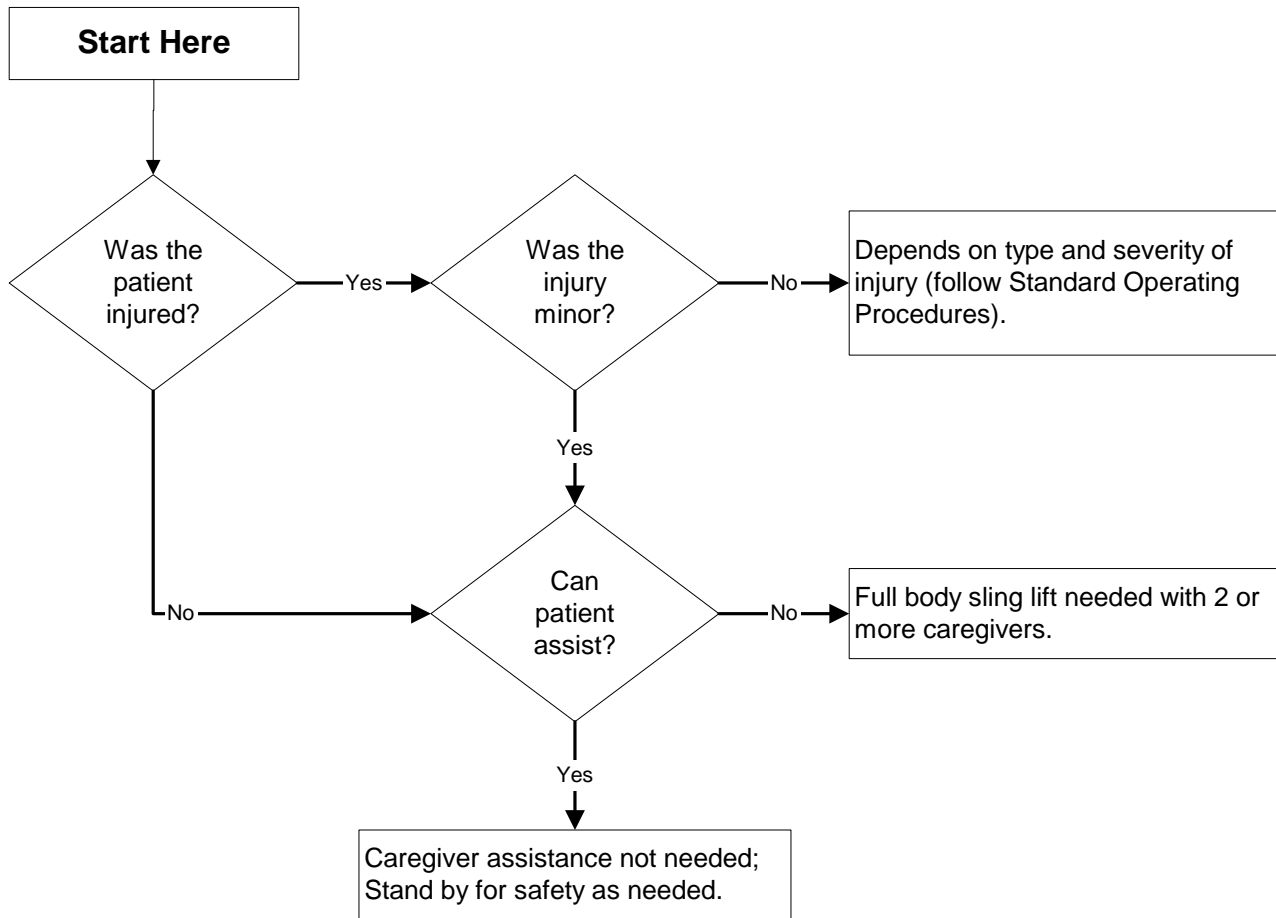 Start Here
Was the
patient
injured?
Yes
Was the
injury
minor?
No
Depends on type and severity of
injury (follow Standard Operating
Procedures).
Yes
No
Can
patient
assist?
No
Full body sling lift needed with 2 or
more caregivers.
Yes
Caregiver assistance not needed;
Stand by for safety as needed.